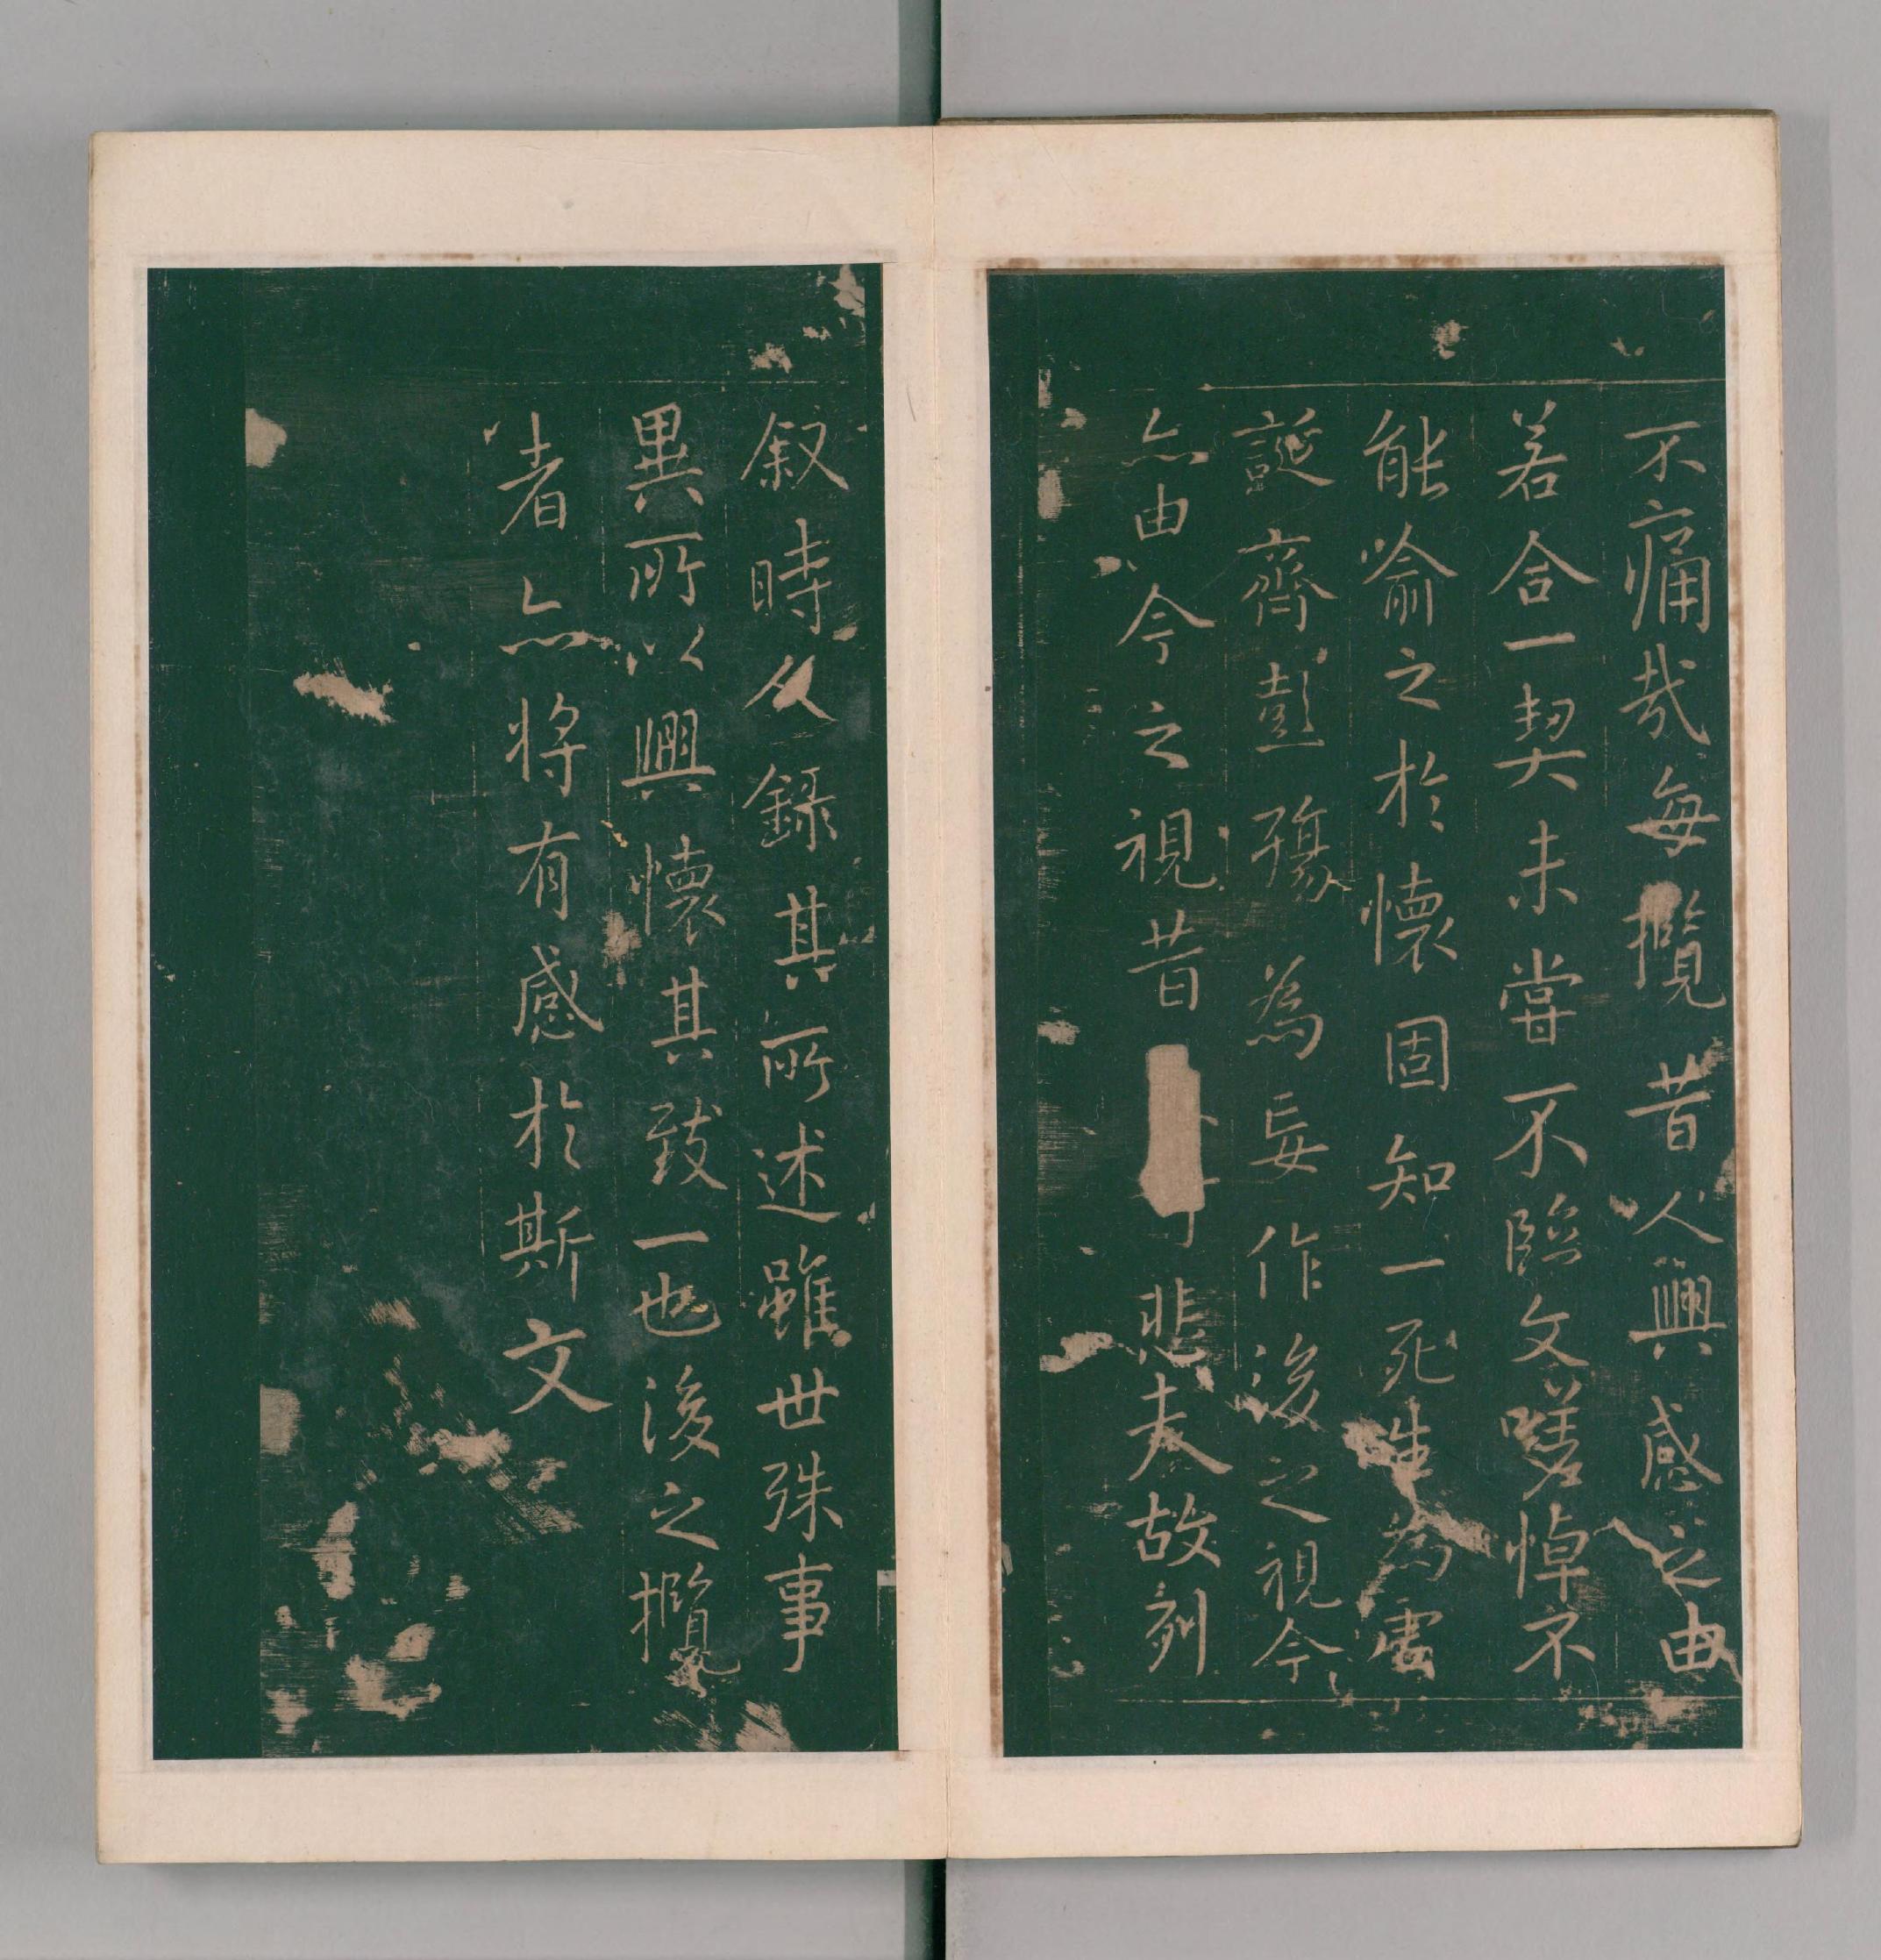 不痛哉每攬昔人興感之由
若合一契未嘗不臨文嗟悼不
能喻之於懷固知一死生為虛
誕齊彭殤為妄作後之視今
亦由今之視昔悲夫故列
敘時人錄其所述雖世殊事
異所以興懷其致一也後之攬
者亦將有感於斯文